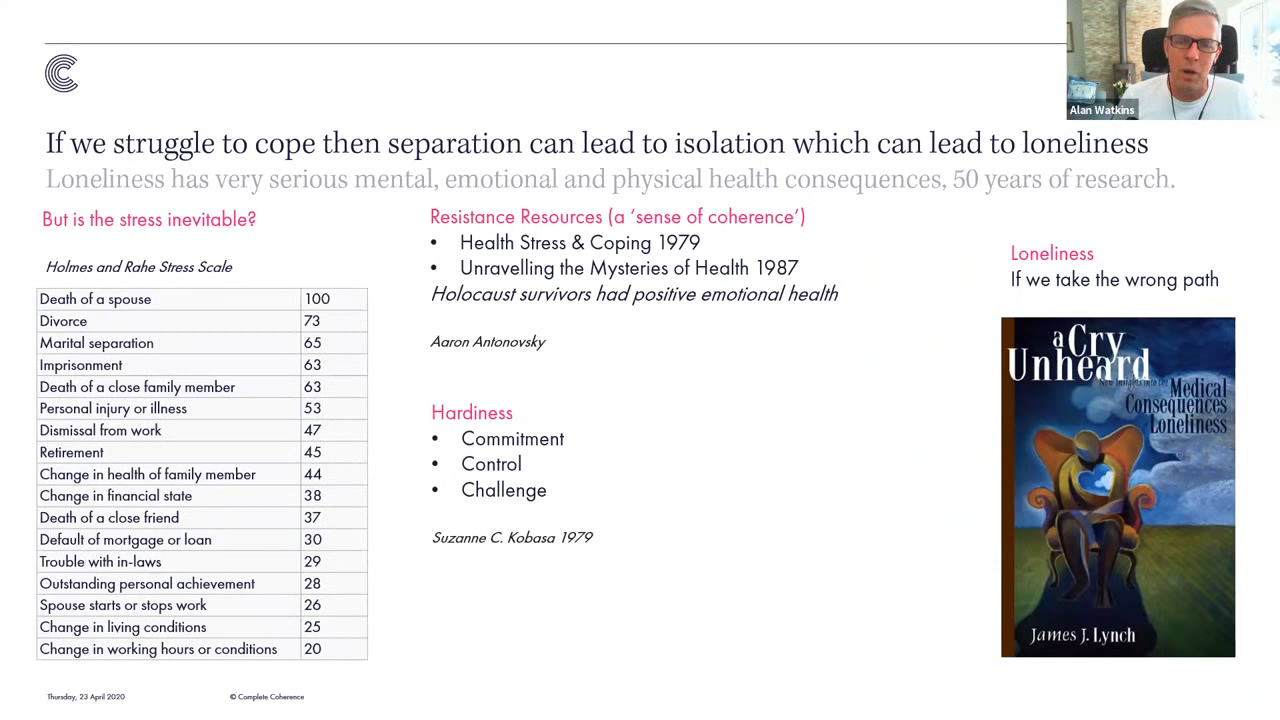 Alan Watkins
If we struggle to cope then separation can lead to isolation which can lead to loneliness
Loneliness has very serious mental, emotional and physical health consequences, 50 years of research.
But is the stress inevitable?
Holmes and Rahe Stress Scale
Death of a spouse 100
Divorce 73
Marital separation 65
Imprisonment 63
Death of a close family member 63
Personal injury or illness 53
Dismissal from work 47
Retirement 45
Change in health of family member 44
Change in financial state 38
Death of a close friend 37
Default of mortgage or loan 30
Trouble with in-laws 29
Outstanding personal achievement 28
Spouse starts or stops work 26
Change in living conditions 25
Change in working hours or conditions 20
Resistance Resources (a ‘sense of coherence’)
• Health Stress & Coping 1979
• Unravelling the Mysteries of Health 1987
Holocaust survivors had positive emotional health
Aaron Antonovsky
Hardiness
• Commitment
• Control
• Challenge
Suzanne C. Kobasa 1979
Loneliness
If we take the wrong path
a Cry
Unheard
New Insights into the
Medical
Consequences
Loneliness
James J. Lynch
Thursday, 23 April 2020
© Complete Coherence